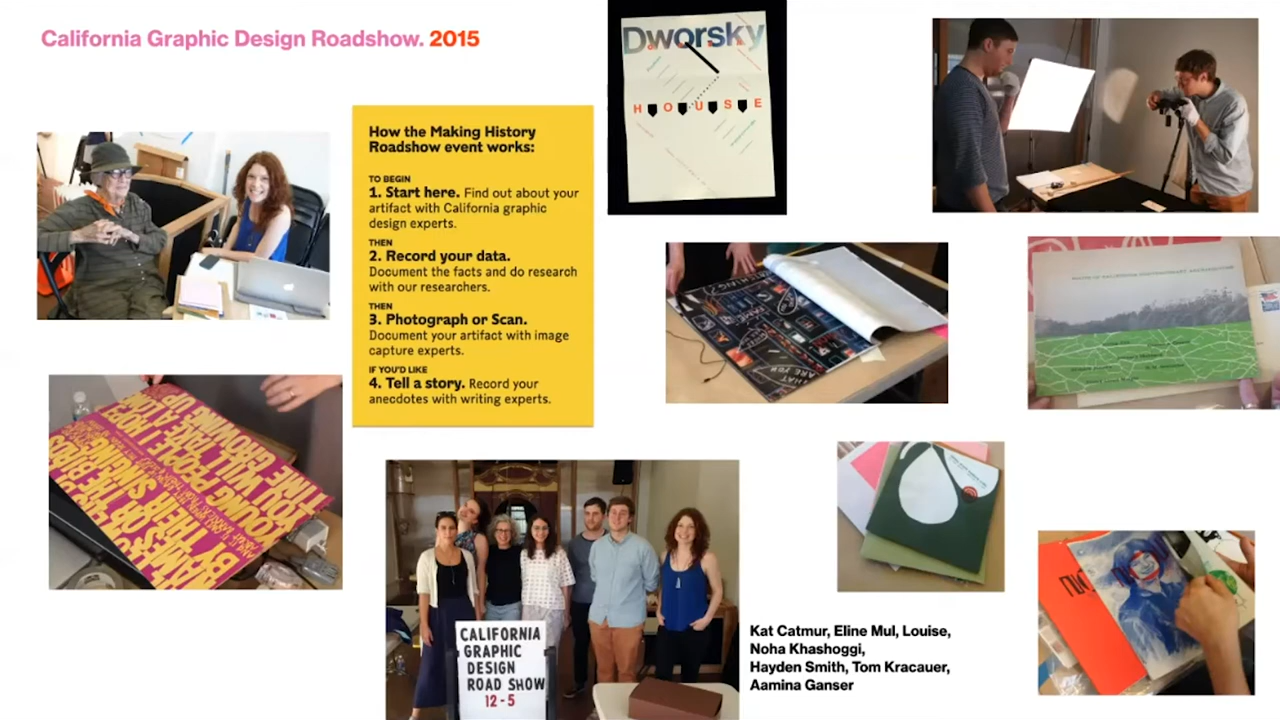 California Graphic Design Roadshow. 2015
How the Making History
Roadshow event works:
TO BEGIN
1. Start here. Find out about your
artifact with California graphic
design experts.
THEN
2. Record your data.
Document the facts and do research
with our researchers.
THEN
3. Photograph or Scan.
Document your artifact with image
capture experts.
IF YOU'D LIKE
4. Tell a story. Record your
anecdotes with writing experts.
Dworsky
HOUSE
CALIFORNIA
GRAPHIC
DESIGN
ROAD SHOW
12-5
Kat Catmur, Eline Mul, Louise,
Noha Khashoggi,
Hayden Smith, Tom Kracauer,
Aamina Ganser